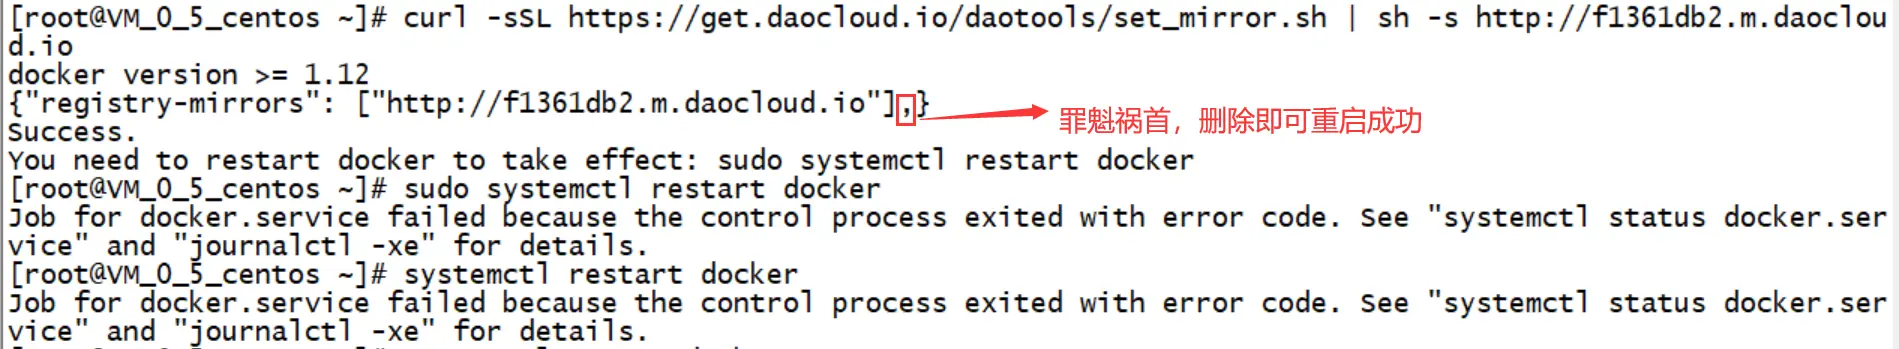 [root@VM_0_5_centos ~]# curl -sSL https://get.daocloud.io/daotools/set_mirror.sh | sh -s http://f1361db2.m.daoclou
d.io
docker version >= 1.12
{"registry-mirrors": ["http://f1361db2.m.daocloud.io"],}
罪魁祸首，删除即可重启成功
Success.
You need to restart docker to take effect: sudo systemctl restart docker
[root@VM_0_5_centos ~]# sudo systemctl restart docker
Job for docker.service failed because the control process exited with error code. See "systemctl status docker.ser
vice" and "journalctl -xe" for details.
[root@VM_0_5_centos ~]# systemctl restart docker
Job for docker.service failed because the control process exited with error code. See "systemctl status docker.ser
vice" and "journalctl -xe" for details.